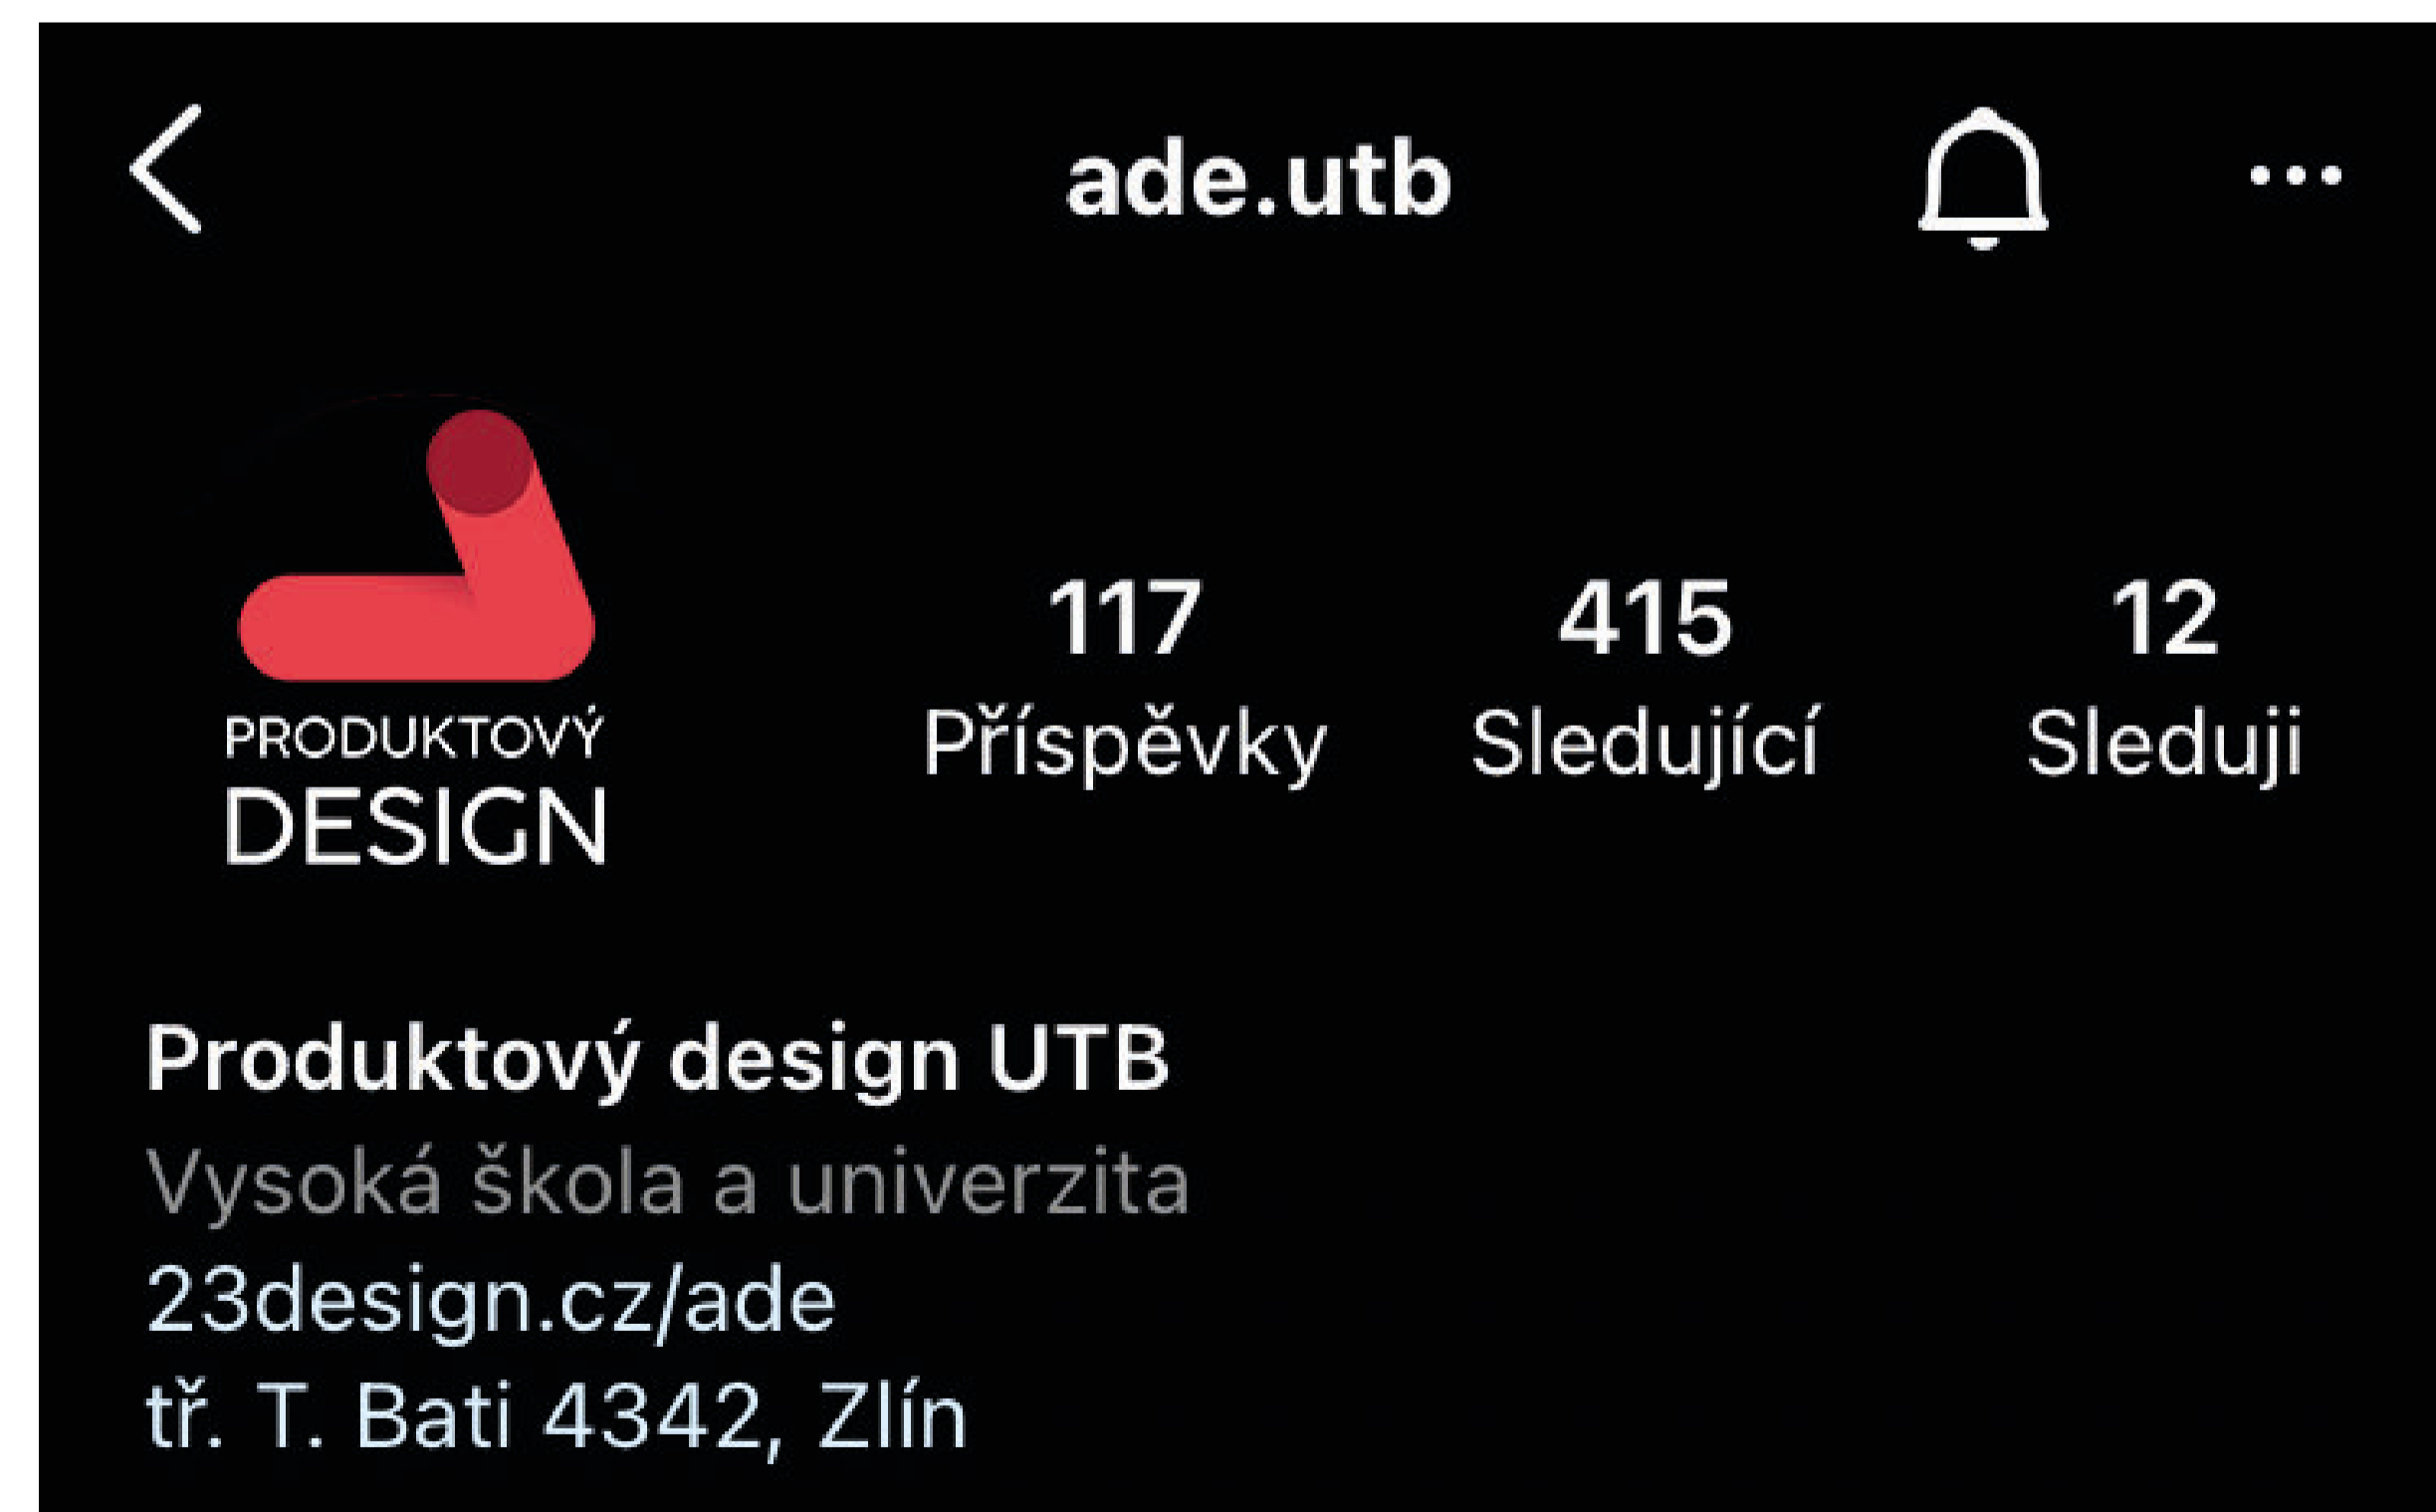 ade.utb
PRODUKTOVÝ
DESIGN
117 415 12
Příspěvky Sledující Sleduji
Produktový design UTB
Vysoká škola a univerzita
23design.cz/ade
tř. T. Bati 4342, Zlín